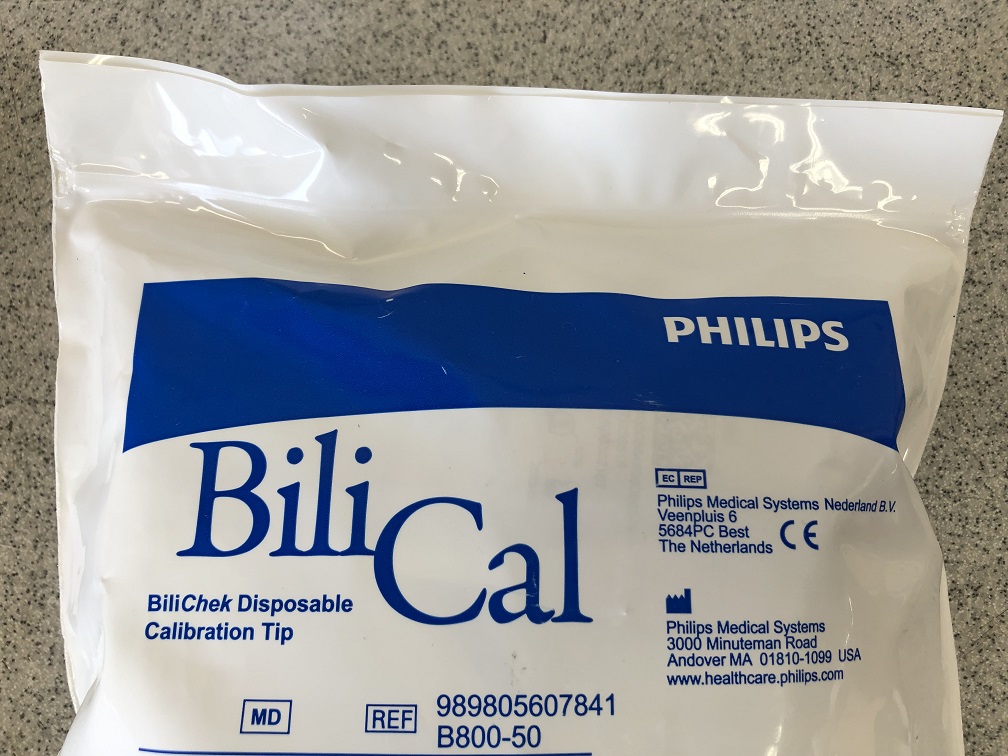 PHILIPS
Bili
Cal
BiliChek Disposable
Calibration Tip
MD
REF
989805607841
B800-50
EC REP
Philips Medical Systems Nederland B.V.
Veenpluis 6
5684PC Best
The Netherlands
CE
Philips Medical Systems
3000 Minuteman Road
Andover MA 01810-1099 USA
www.healthcare.philips.com